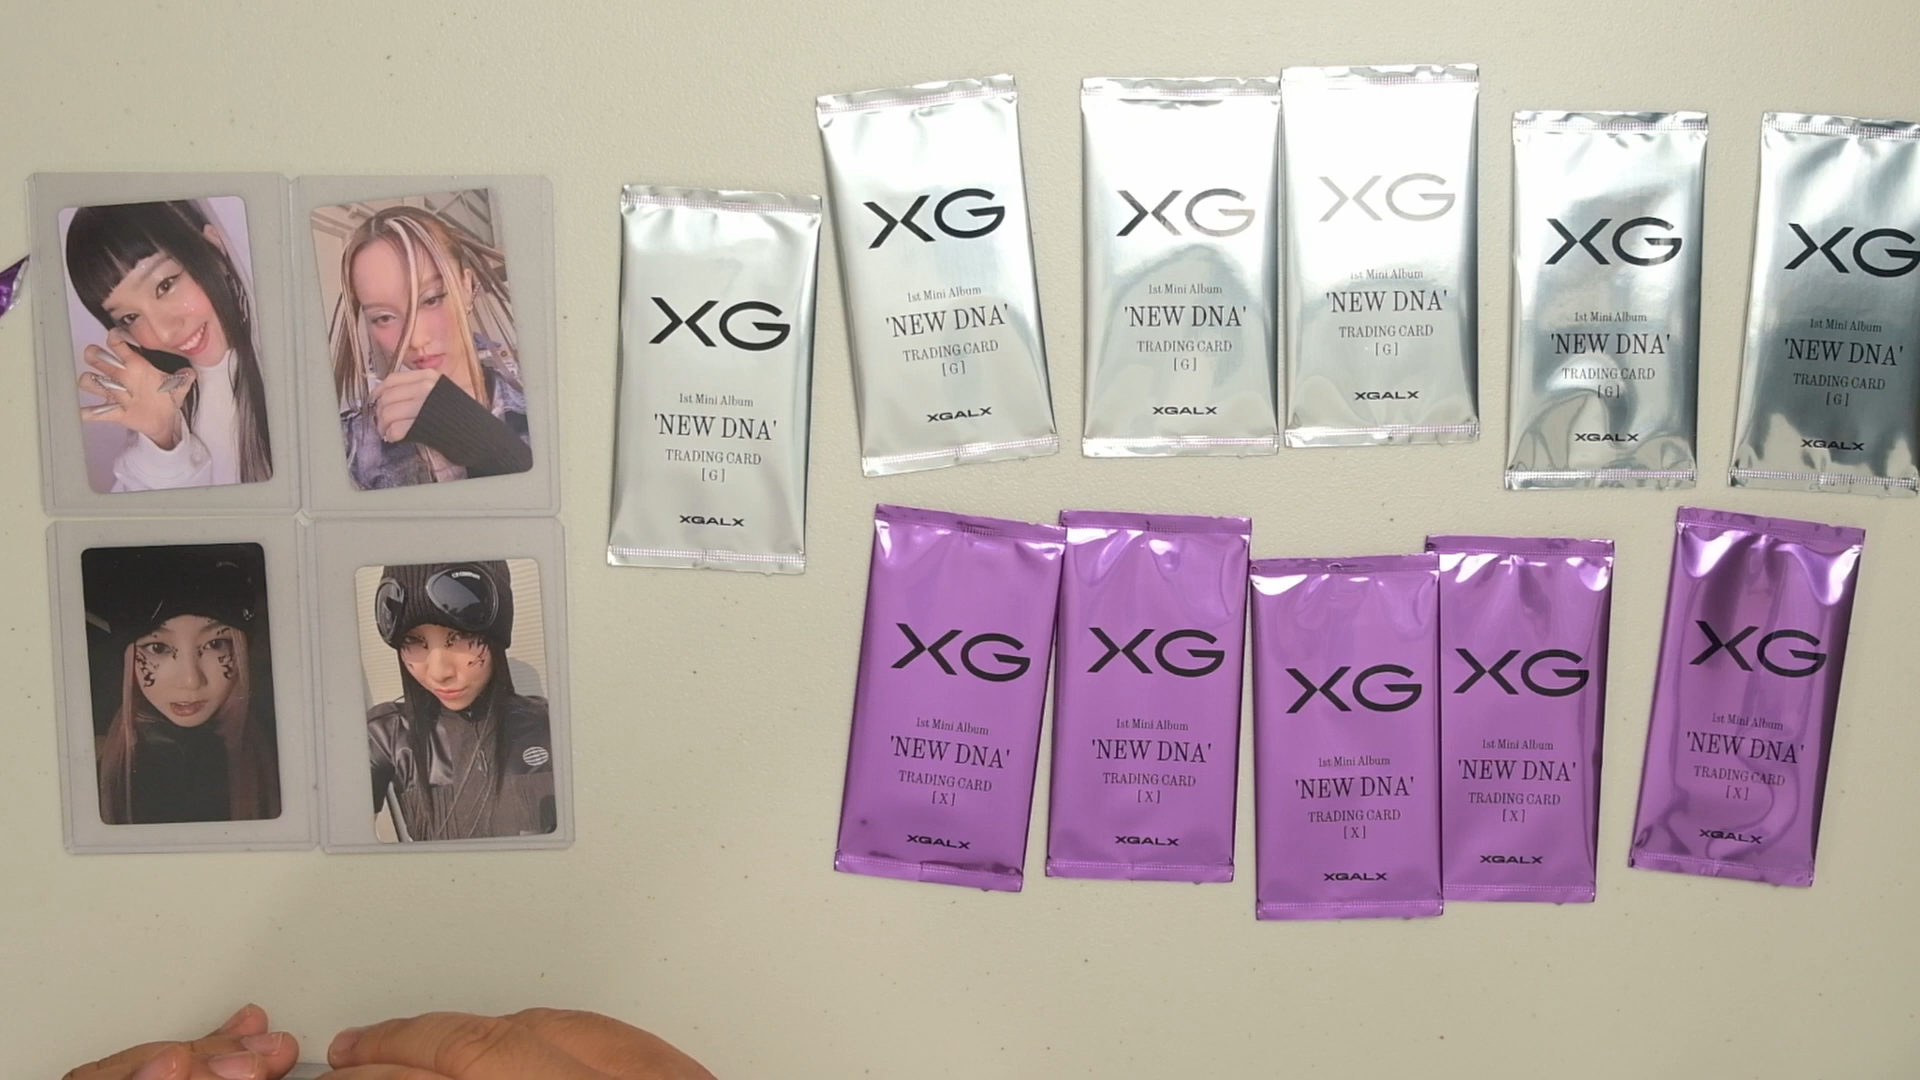 XG
1st Mini Album
'NEW DNA'
TRADING CARD
[ G ]
XGALX
XG
1st Mini Album
'NEW DNA'
TRADING CARD
[ G ]
XGALX
XG
1st Mini Album
'NEW DNA'
TRADING CARD
[ G ]
XGALX
XG
1st Mini Album
'NEW DNA'
TRADING CARD
[ G ]
XGALX
XG
1st Mini Album
'NEW DNA'
TRADING CARD
[ G ]
XGALX
XG
1st Mini Album
'NEW DNA'
TRADING CARD
[ G ]
XGALX
XG
1st Mini Album
'NEW DNA'
TRADING CARD
[ X ]
XGALX
XG
1st Mini Album
'NEW DNA'
TRADING CARD
[ X ]
XGALX
XG
1st Mini Album
'NEW DNA'
TRADING CARD
[ X ]
XGALX
XG
1st Mini Album
'NEW DNA'
TRADING CARD
[ X ]
XGALX
XG
1st Mini Album
'NEW DNA'
TRADING CARD
[ X ]
XGALX